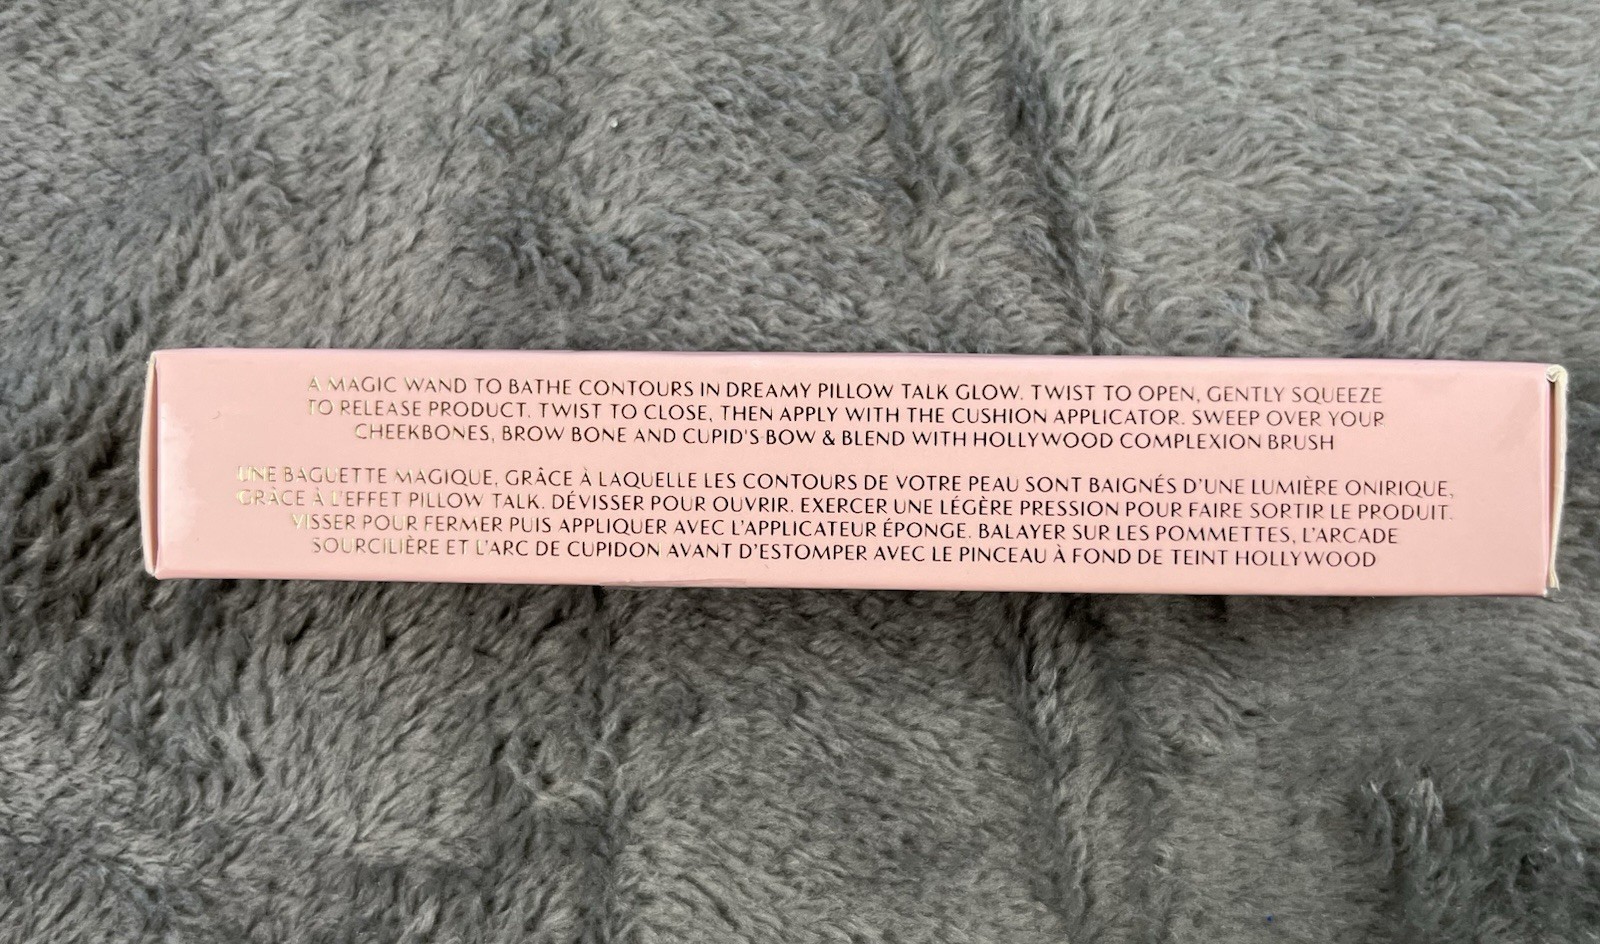 A MAGIC WAND TO BATHE CONTOURS IN DREAMY PILLOW TALK GLOW. TWIST TO OPEN, GENTLY SQUEEZE
TO RELEASE PRODUCT. TWIST TO CLOSE, THEN APPLY WITH THE CUSHION APPLICATOR. SWEEP OVER YOUR
CHEEKBONES, BROW BONE AND CUPID'S BOW & BLEND WITH HOLLYWOOD COMPLEXION BRUSH
UNE BAGUETTE MAGIQUE, GRÂCE À LAQUELLE LES CONTOURS DE VOTRE PEAU SONT BAIGNÉS D'UNE LUMIÈRE ONIRIQUE,
GRÂCE À L'EFFET PILLOW TALK. DÉVISSER POUR OUVRIR. EXERCER UNE LÉGÈRE PRESSION POUR FAIRE SORTIR LE PRODUIT.
VISSER POUR FERMER PUIS APPLIQUER AVEC L'APPLICATEUR ÉPONGE. BALAYER SUR LES POMMETTES, L'ARCADE
SOURCILIÈRE ET L'ARC DE CUPIDON AVANT D'ESTOMPER AVEC LE PINCEAU À FOND DE TEINT HOLLYWOOD